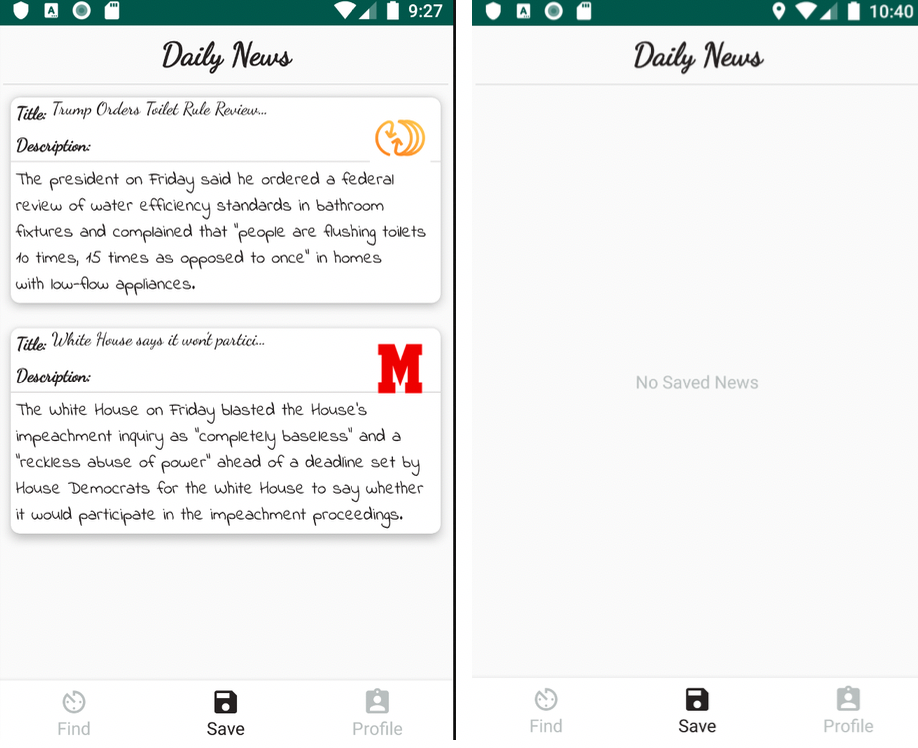 9:27
Daily News
Title: Trump Orders Toilet Rule Review...
Description:
The president on Friday said he ordered a federal
review of water efficiency standards in bathroom
fixtures and complained that "people are flushing toilets
10 times, 15 times as opposed to once" in homes
with low-flow appliances.
Title: White House says it won't partici...
M
Description:
The White House on Friday blasted the House's
impeachment inquiry as "completely baseless" and a
"reckless abuse of power" ahead of a deadline set by
House Democrats for the White House to say whether
it would participate in the impeachment proceedings.
Find
Save
Profile
10:40
Daily News
No Saved News
Find
Save
Profile